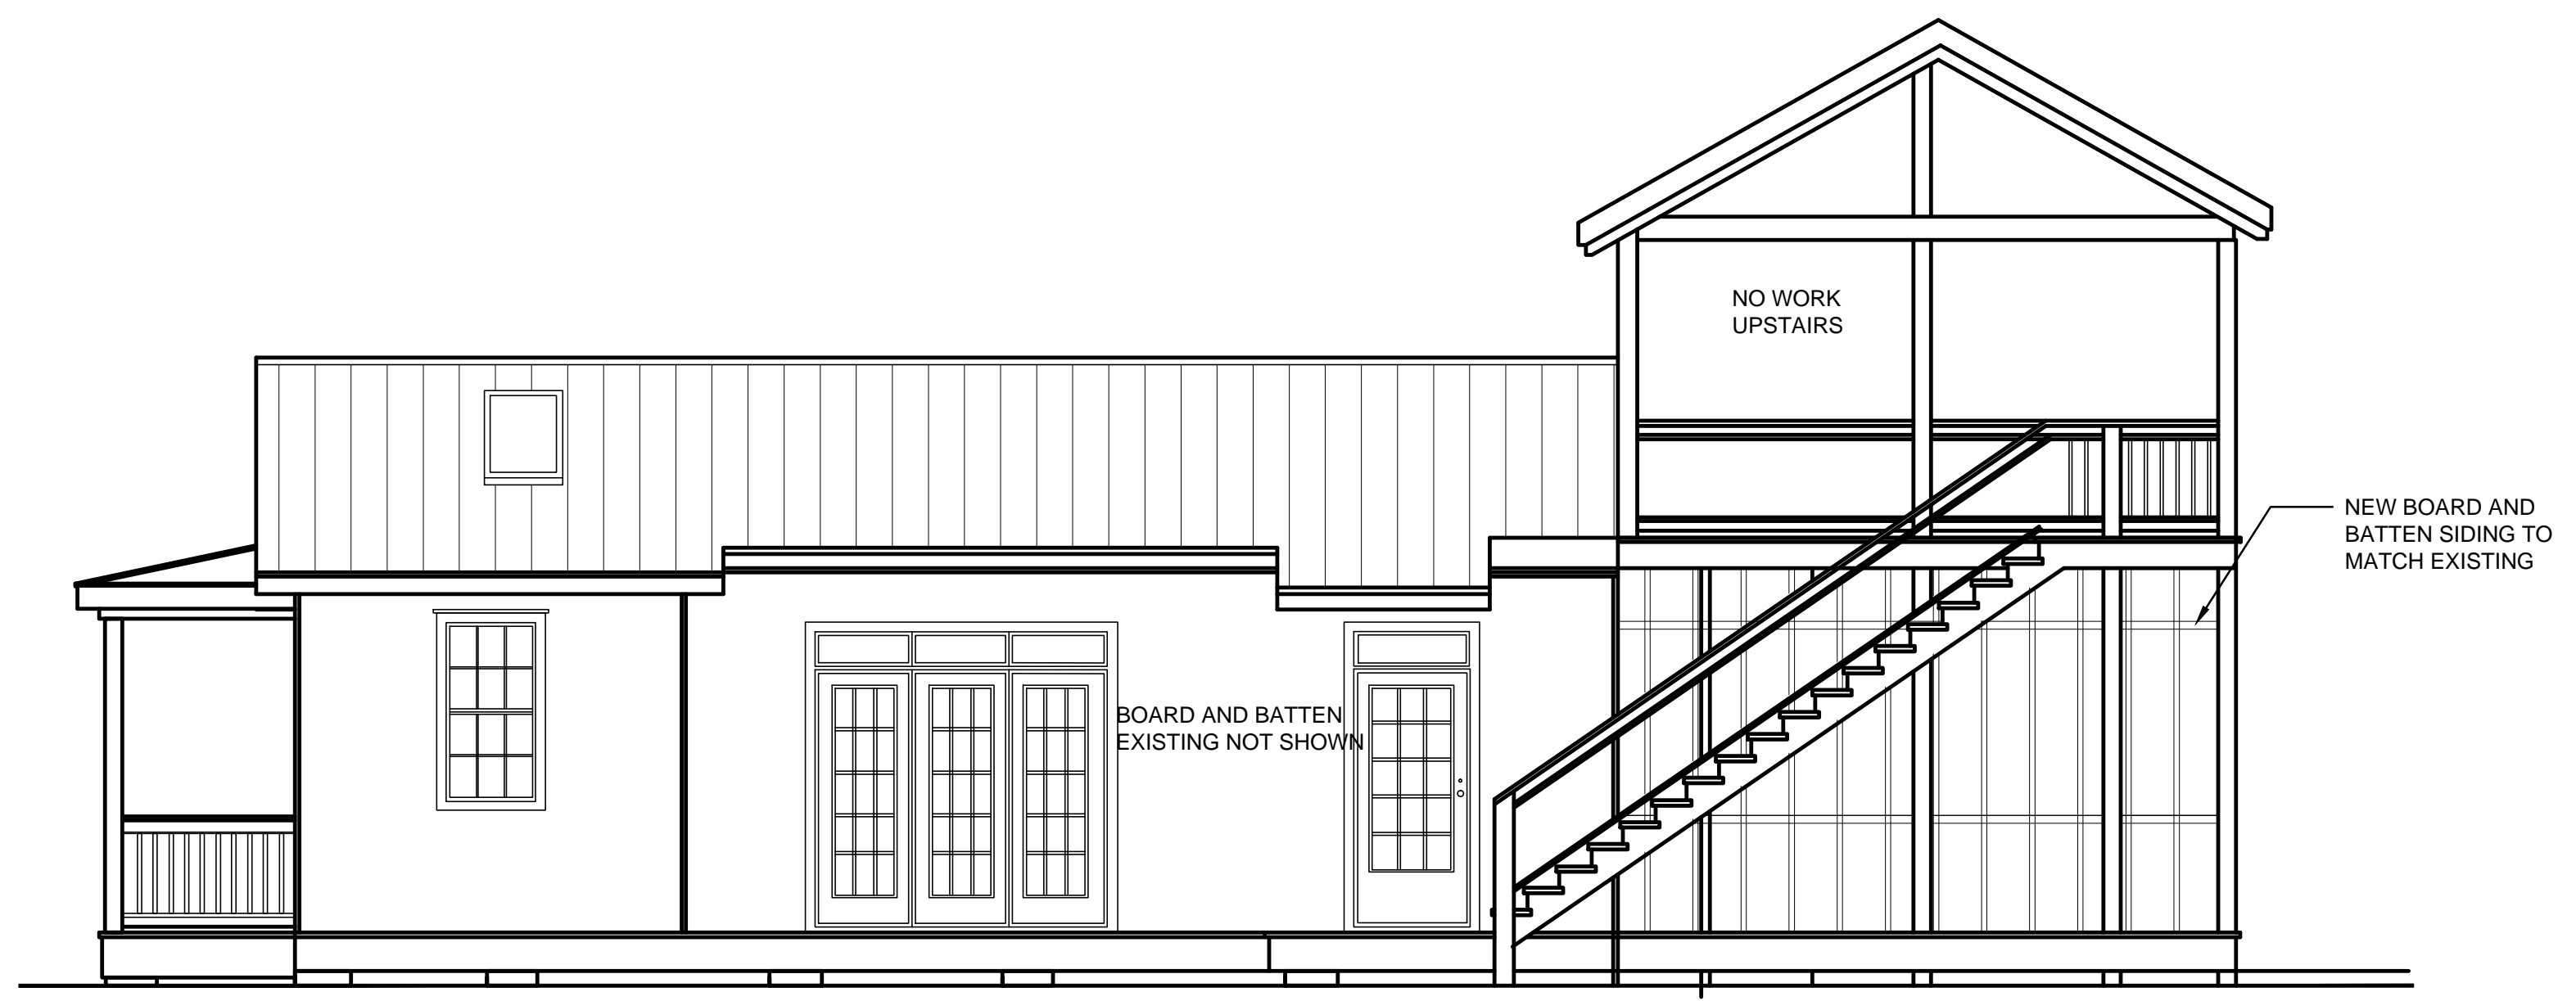 NO WORK
UPSTAIRS
NEW BOARD AND
BATTEN SIDING TO
MATCH EXISTING
BOARD AND BATTEN
EXISTING NOT SHOWN